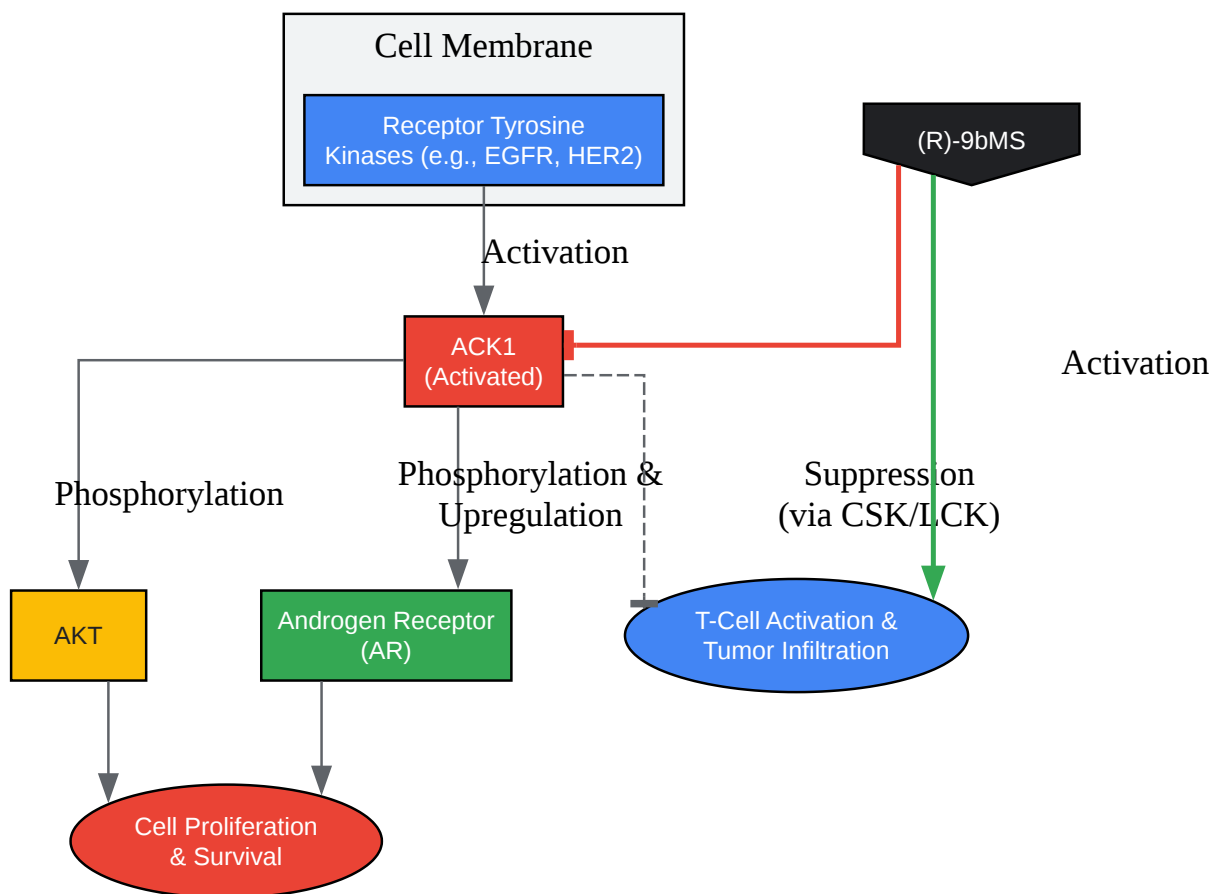 Cell Membrane
Receptor Tyrosine
Kinases (e.g., EGFR, HER2)
(R)-9bMS
Activation
ACK1
(Activated)
Activation
Phosphorylation
Phosphorylation &
Upregulation
Suppression
(via CSK/LCK)
AKT
Androgen Receptor
(AR)
T-Cell Activation &
Tumor Infiltration
Cell Proliferation
& Survival